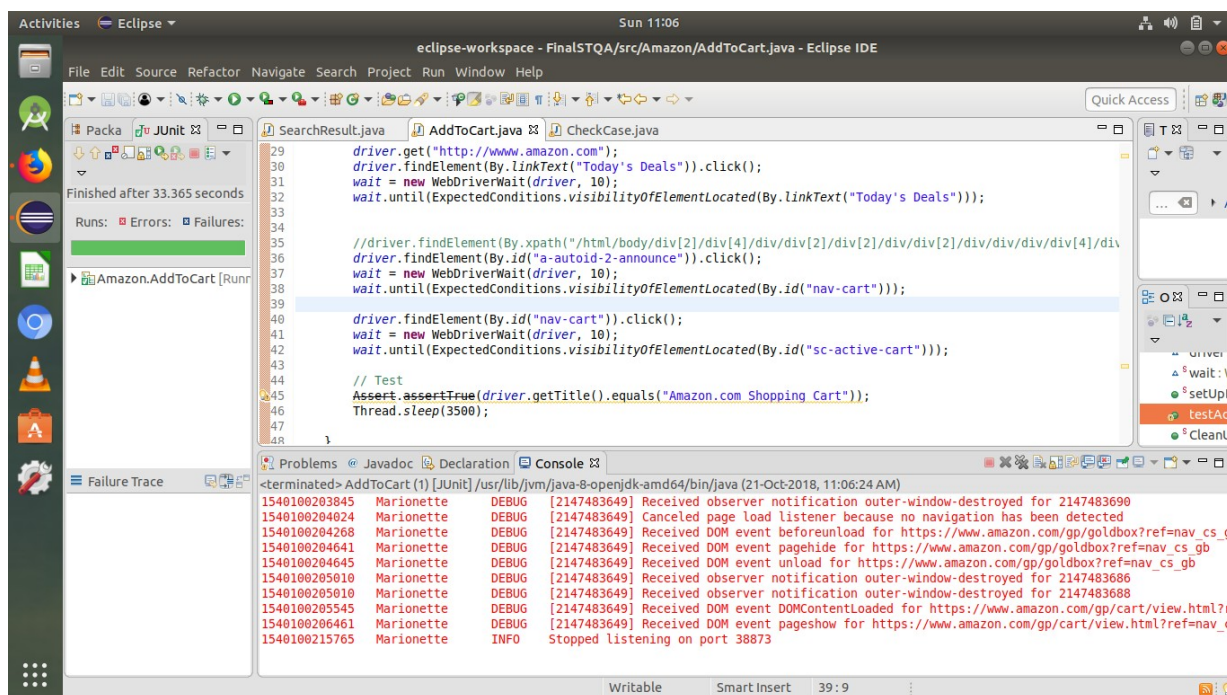 Activities Eclipse Sun 11:06
eclipse-workspace - FinalSTQA/src/Amazon/AddToCart.java - Eclipse IDE
File Edit Source Refactor Navigate Search Project Run Window Help
Quick Access
Packa JUnit
SearchResult.java AddToCart.java CheckCase.java
Finished after 33.365 seconds
Runs: Errors: Failures:
Amazon.AddToCart [Runr
29 driver.get("http://wwww.amazon.com");
30 driver.findElement(By.linkText("Today's Deals")).click();
31 wait = new WebDriverWait(driver, 10);
32 wait.until(ExpectedConditions.visibilityOfElementLocated(By.linkText("Today's Deals")));
33
34
35 //driver.findElement(By.xpath("/html/body/div[2]/div[4]/div/div[2]/div[2]/div/div[2]/div/div/div/div[4]/div
36 driver.findElement(By.id("a-autoid-2-announce")).click();
37 wait = new WebDriverWait(driver, 10);
38 wait.until(ExpectedConditions.visibilityOfElementLocated(By.id("nav-cart")));
39
40 driver.findElement(By.id("nav-cart")).click();
41 wait = new WebDriverWait(driver, 10);
42 wait.until(ExpectedConditions.visibilityOfElementLocated(By.id("sc-active-cart")));
43
44 // Test
45 Assert.assertTrue(driver.getTitle().equals("Amazon.com Shopping Cart"));
46 Thread.sleep(3500);
47
48 }
T
...
O
driver
S wait :
S setUp
testAd
S CleanU
Failure Trace
Problems @ Javadoc Declaration Console
<terminated> AddToCart (1) [JUnit] /usr/lib/jvm/java-8-openjdk-amd64/bin/java (21-Oct-2018, 11:06:24 AM)
1540100203845 Marionette DEBUG [2147483649] Received observer notification outer-window-destroyed for 2147483690
1540100204024 Marionette DEBUG [2147483649] Canceled page load listener because no navigation has been detected
1540100204268 Marionette DEBUG [2147483649] Received DOM event beforeunload for https://www.amazon.com/gp/goldbox?ref=nav_cs_g
1540100204641 Marionette DEBUG [2147483649] Received DOM event pagehide for https://www.amazon.com/gp/goldbox?ref=nav_cs_gb
1540100204645 Marionette DEBUG [2147483649] Received DOM event unload for https://www.amazon.com/gp/goldbox?ref=nav_cs_gb
1540100205010 Marionette DEBUG [2147483649] Received observer notification outer-window-destroyed for 2147483686
1540100205010 Marionette DEBUG [2147483649] Received observer notification outer-window-destroyed for 2147483688
1540100205545 Marionette DEBUG [2147483649] Received DOM event DOMContentLoaded for https://www.amazon.com/gp/cart/view.html?r
1540100206461 Marionette DEBUG [2147483649] Received DOM event pageshow for https://www.amazon.com/gp/cart/view.html?ref=nav_c
1540100215765 Marionette INFO Stopped listening on port 38873
Writable Smart Insert 39 : 9